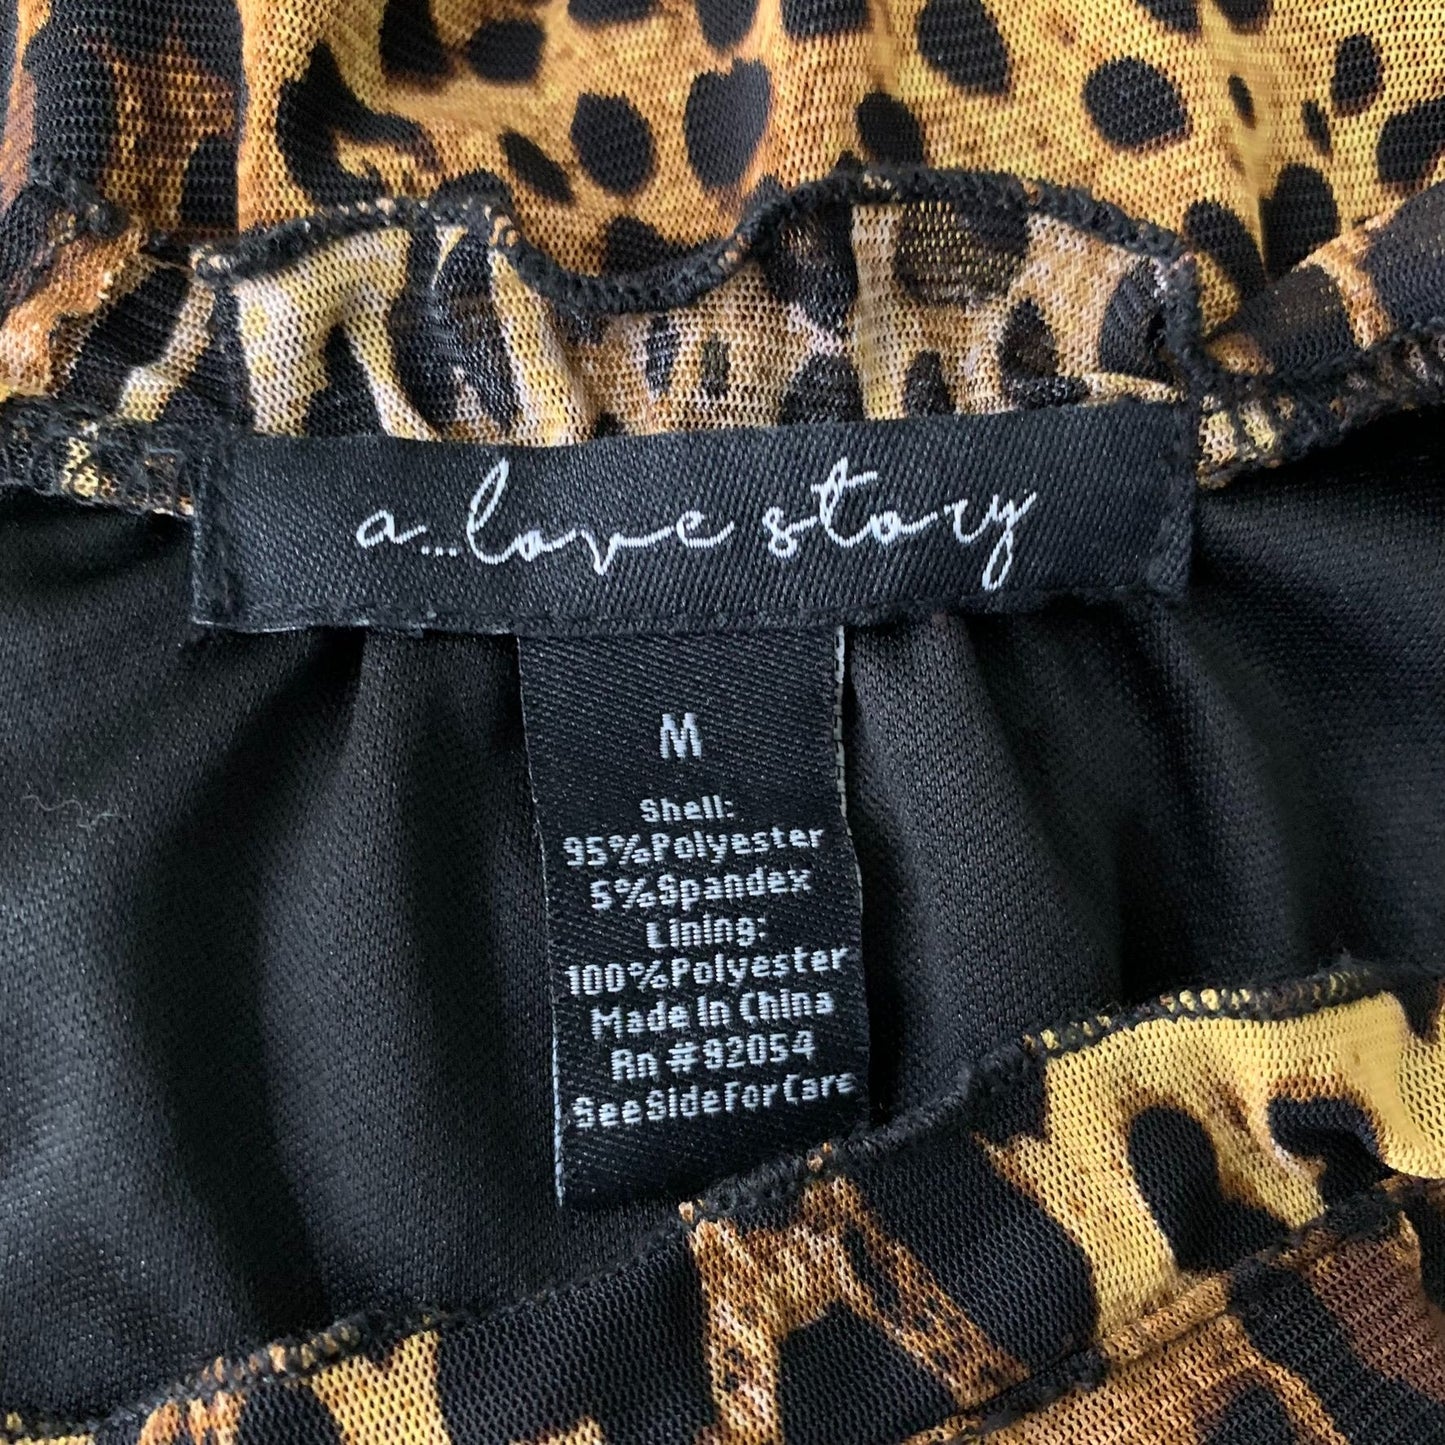 a...love story
M
Shell:
95%Polyester
5%Spandex
Lining:
100%Polyester
Made In China
Rn #92054
SeeSideForCare